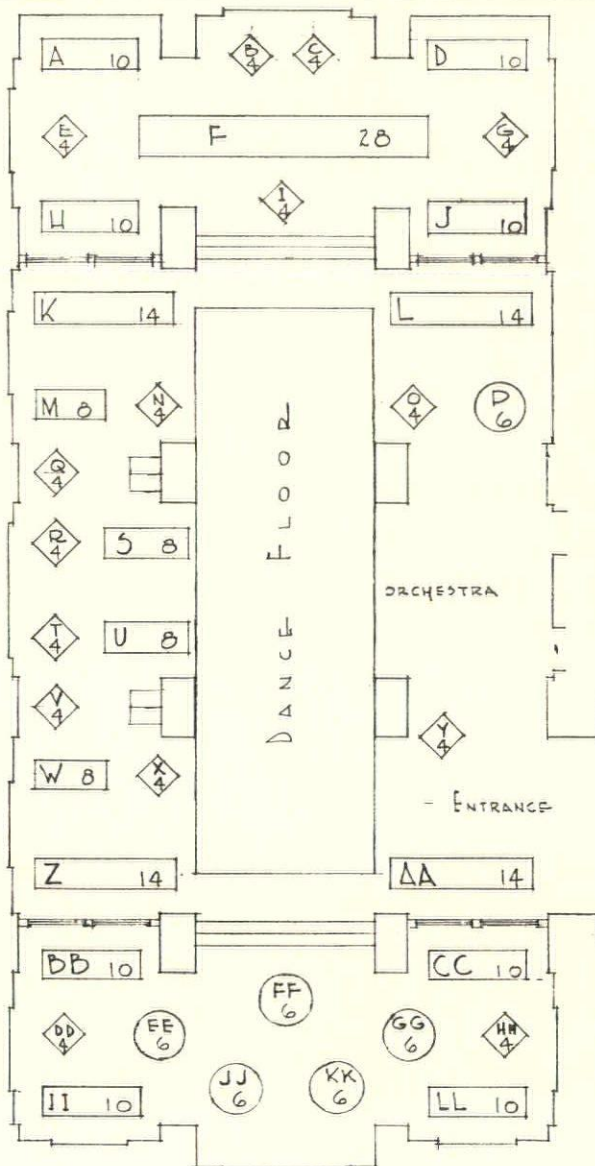 A 10
B 4
C 4
D 10
E 4
F 28
G 4
H 10
I 4
J 10
K 14
L 14
M 8
N 4
O 4
P 6
Q 4
R 4
S 8
ORCHESTRA
T 4
U 8
DANCE FLOOR
V 4
Y 4
W 8
X 4
- ENTRANCE
Z 14
AA 14
BB 10
CC 10
FF 6
DD 4
EE 6
GG 6
HH 4
II 10
JJ 6
KK 6
LL 10